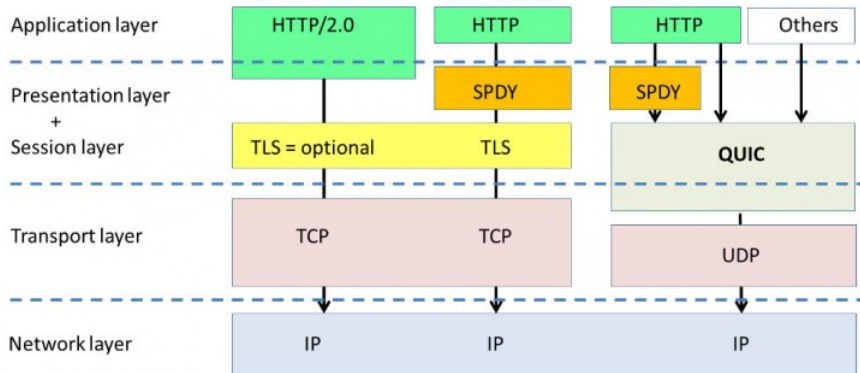 Application layer
HTTP/2.0
HTTP
HTTP
Others
Presentation layer
+
Session layer
SPDY
SPDY
TLS = optional
TLS
QUIC
Transport layer
TCP
TCP
UDP
Network layer
IP
IP
IP